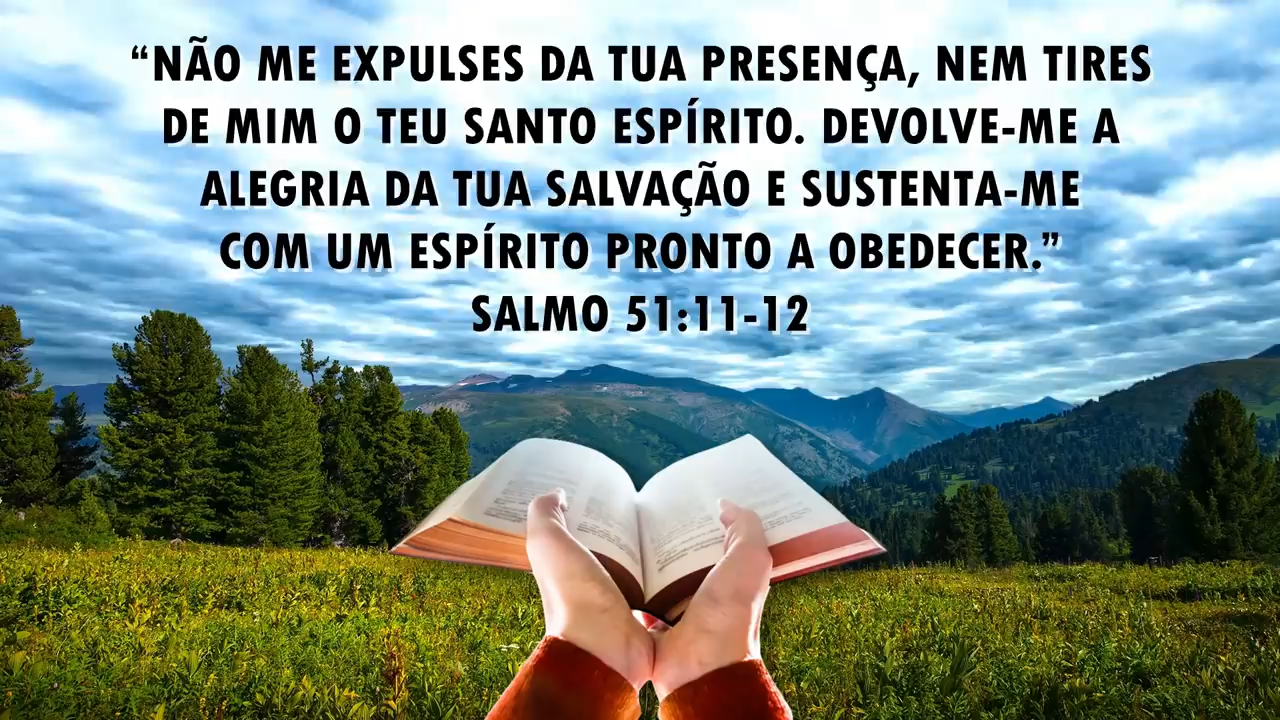 “NÃO ME EXPULSES DA TUA PRESENÇA, NEM TIRES
DE MIM O TEU SANTO ESPÍRITO. DEVOLVE-ME A
ALEGRIA DA TUA SALVAÇÃO E SUSTENTA-ME
COM UM ESPÍRITO PRONTO A OBEDECER.”
SALMO 51:11-12